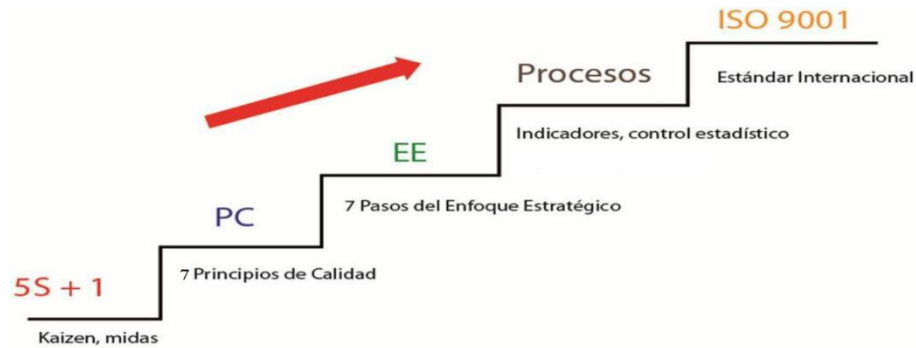 ISO 9001
Estándar Internacional
Procesos
Indicadores, control estadístico
EE
7 Pasos del Enfoque Estratégico
PC
7 Principios de Calidad
5S + 1
Kaizen, midas